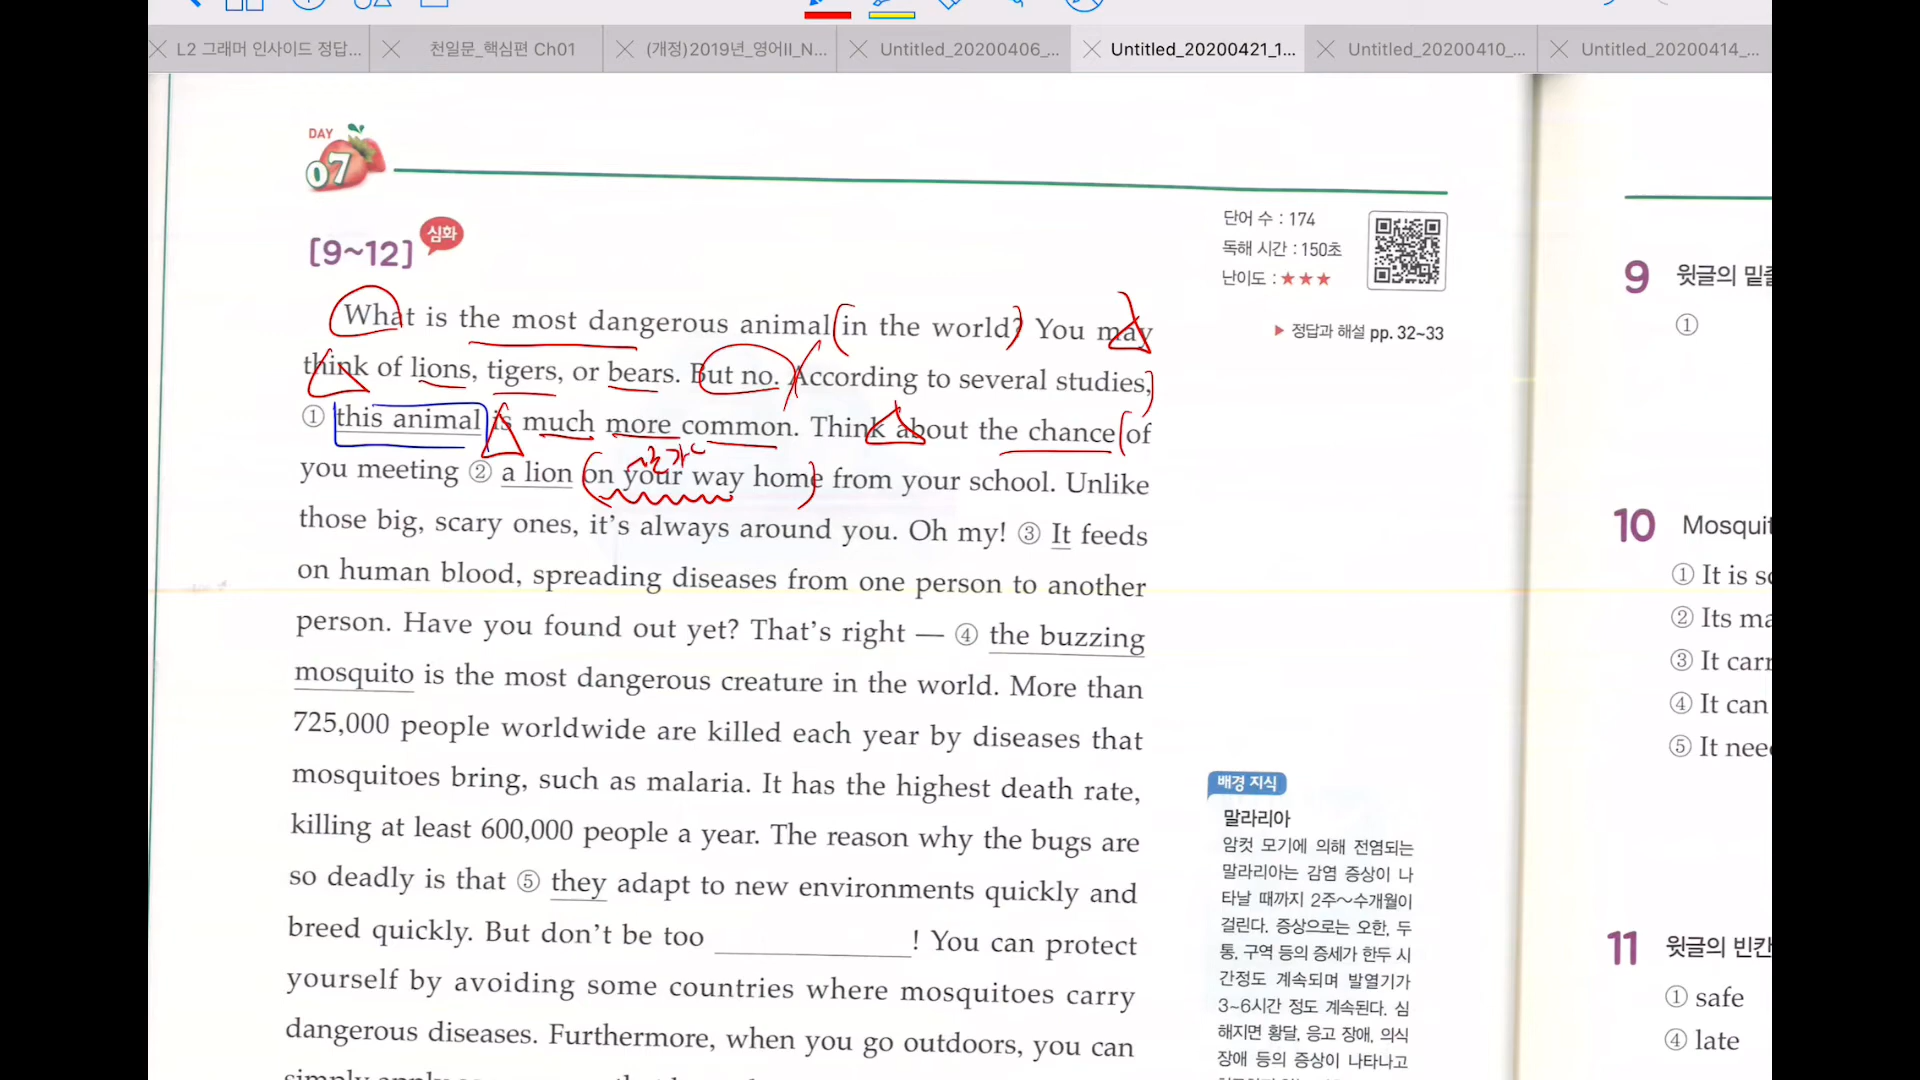 L2 그래머 인사이드 정답...
천일문_핵심편 Ch01
(개정)2019년_영어II_N...
Untitled_20200406_...
Untitled_20200421_1...
Untitled_20200410_...
Untitled_20200414_...
DAY
07
[9~12] 심화
단어 수 : 174
독해 시간 : 150초
난이도 : ★★★
▶ 정답과 해설 pp. 32~33
What is the most dangerous animal in the world? You may
think of lions, tigers, or bears. But no. According to several studies,
① this animal is much more common. Think about the chance of
you meeting ② a lion on your way home from your school. Unlike
those big, scary ones, it's always around you. Oh my! ③ It feeds
on human blood, spreading diseases from one person to another
person. Have you found out yet? That's right — ④ the buzzing
mosquito is the most dangerous creature in the world. More than
725,000 people worldwide are killed each year by diseases that
mosquitoes bring, such as malaria. It has the highest death rate,
killing at least 600,000 people a year. The reason why the bugs are
so deadly is that ⑤ they adapt to new environments quickly and
breed quickly. But don't be too ____________! You can protect
yourself by avoiding some countries where mosquitoes carry
dangerous diseases. Furthermore, when you go outdoors, you can
배경 지식
말라리아
암컷 모기에 의해 전염되는
말라리아는 감염 증상이 나
타날 때까지 2주~수개월이
걸린다. 증상으로는 오한, 두
통, 구역 등의 증세가 한두 시
간정도 계속되며 발열기가
3~6시간 정도 계속된다. 심
해지면 황달, 응고 장애, 의식
장애 등의 증상이 나타나고
9 윗글의 밑줄
①
10 Mosquit
① It is so
② Its ma
③ It carr
④ It can
⑤ It nee
11 윗글의 빈칸
① safe
④ late